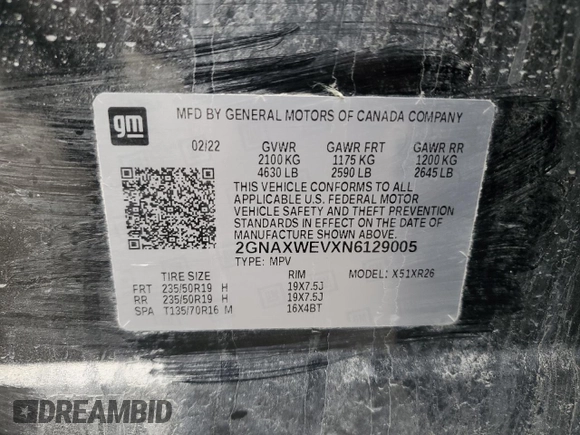 gm
MFD BY GENERAL MOTORS OF CANADA COMPANY
02/22 GVWR GAWR FRT GAWR RR
2100 KG 1175 KG 1200 KG
4630 LB 2590 LB 2645 LB
THIS VEHICLE CONFORMS TO ALL
APPLICABLE U.S. FEDERAL MOTOR
VEHICLE SAFETY AND THEFT PREVENTION
STANDARDS IN EFFECT ON THE DATE OF
MANUFACTURE SHOWN ABOVE.
2GNAXWEVXN6129005
TYPE: MPV MODEL: X51XR26
TIRE SIZE RIM
FRT 235/50R19 H 19X7.5J
RR 235/50R19 H 19X7.5J
SPA T135/70R16 M 16X4BT
DREAMBID